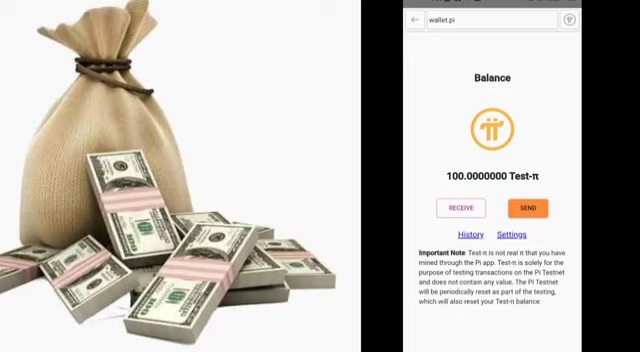 wallet.pi
Balance
100.0000000 Test-π
RECEIVE
SEND
History
Settings
Important Note: Test-π is not real π that you have
mined through the Pi app. Test-π is solely for the
purpose of testing transactions on the Pi Testnet
and does not contain any value. The Pi Testnet
will be periodically reset as part of the testing,
which will also reset your Test-π balance.